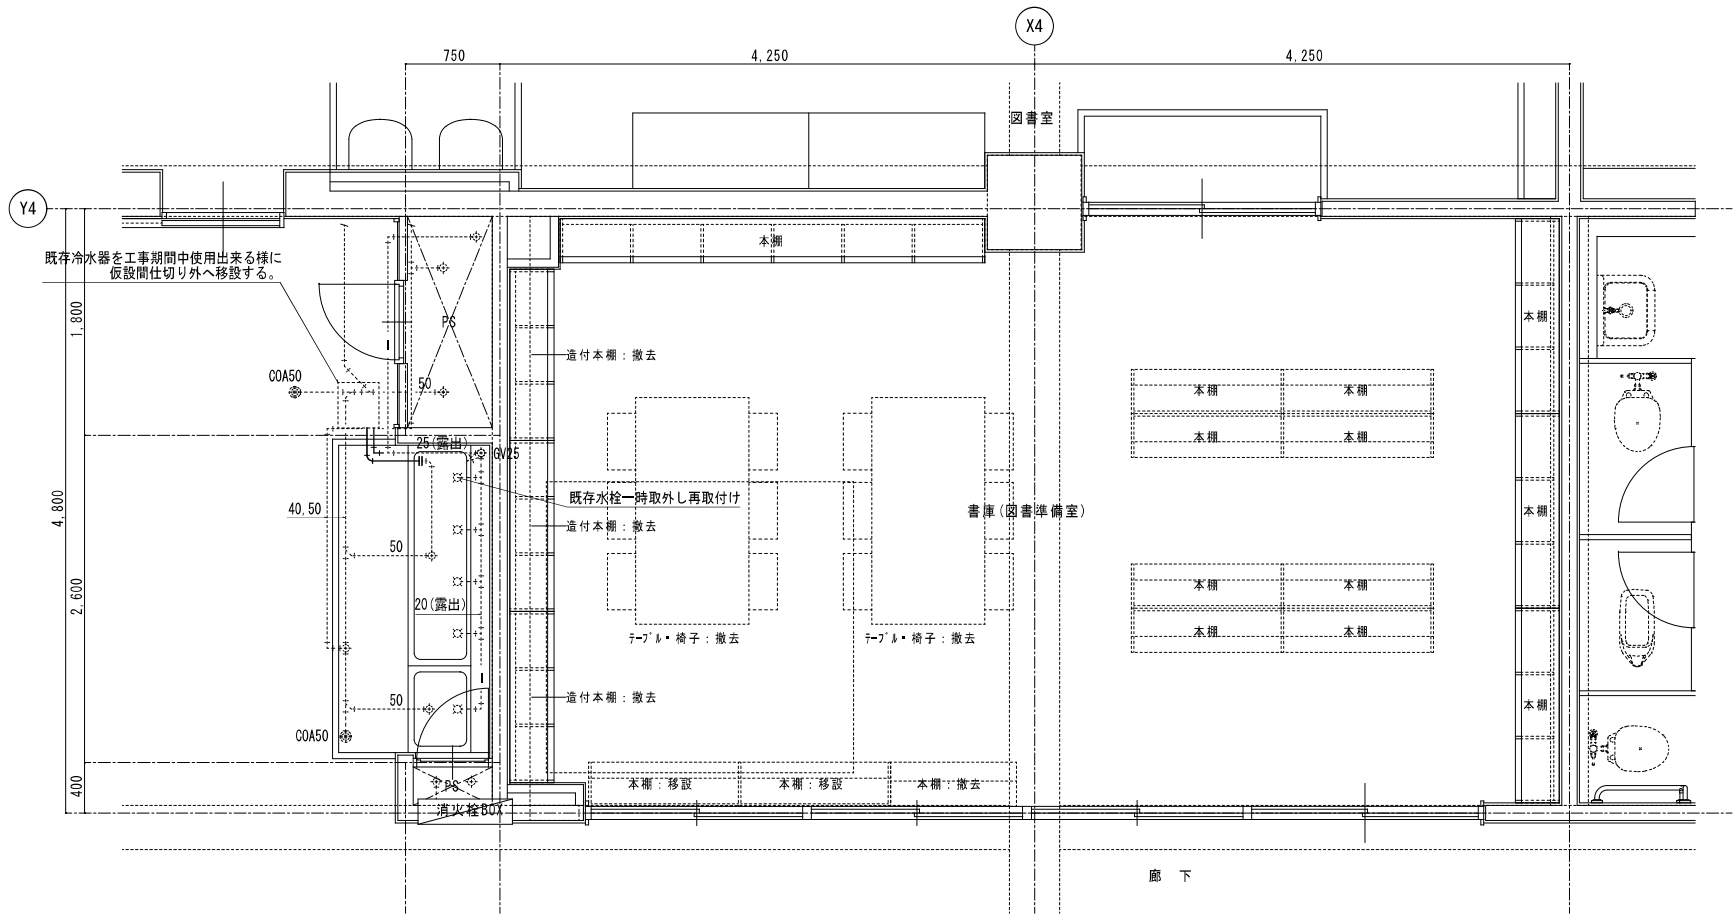 X4
750
4,250
4,250
図書室
Y4
本棚
既存冷水器を工事期間中使用出来る様に
仮設間仕切り外へ移設する。
1,800
PS
本棚
造付本棚：撤去
COA50
50
本棚
本棚
本棚
本棚
25(露出)
GV25
既存水栓一時取外し再取付け
40,50
4,800
書庫(図書準備室)
本棚
造付本棚：撤去
50
2,600
本棚
本棚
20(露出)
本棚
本棚
テーブル・椅子：撤去
テーブル・椅子：撤去
50
造付本棚：撤去
本棚
COA50
400
PS
本棚：移設
本棚：移設
本棚：撤去
消火栓BOX
廊 下